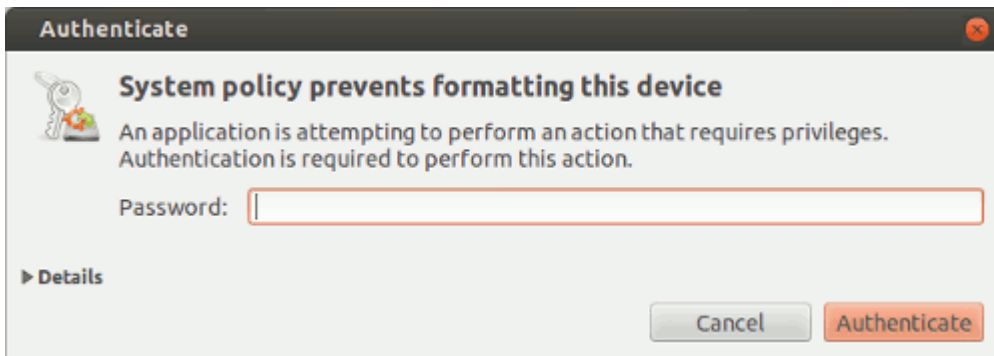 Authenticate
System policy prevents formatting this device
An application is attempting to perform an action that requires privileges.
Authentication is required to perform this action.
Password:
Details
Cancel
Authenticate